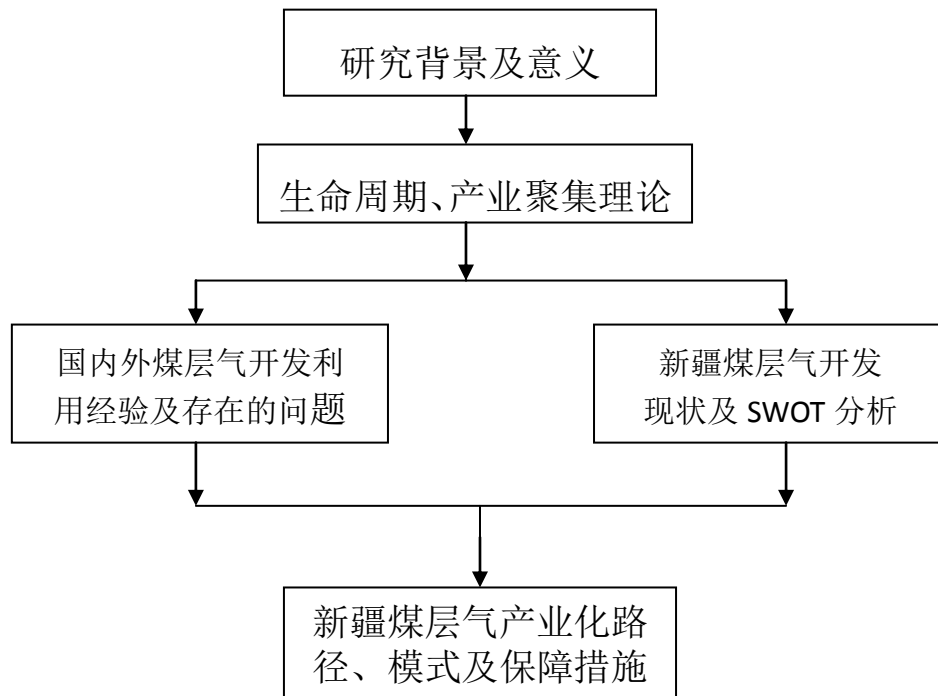 研究背景及意义
生命周期、产业聚集理论
国内外煤层气开发利
用经验及存在的问题
新疆煤层气开发
现状及 SWOT 分析
新疆煤层气产业化路
径、模式及保障措施